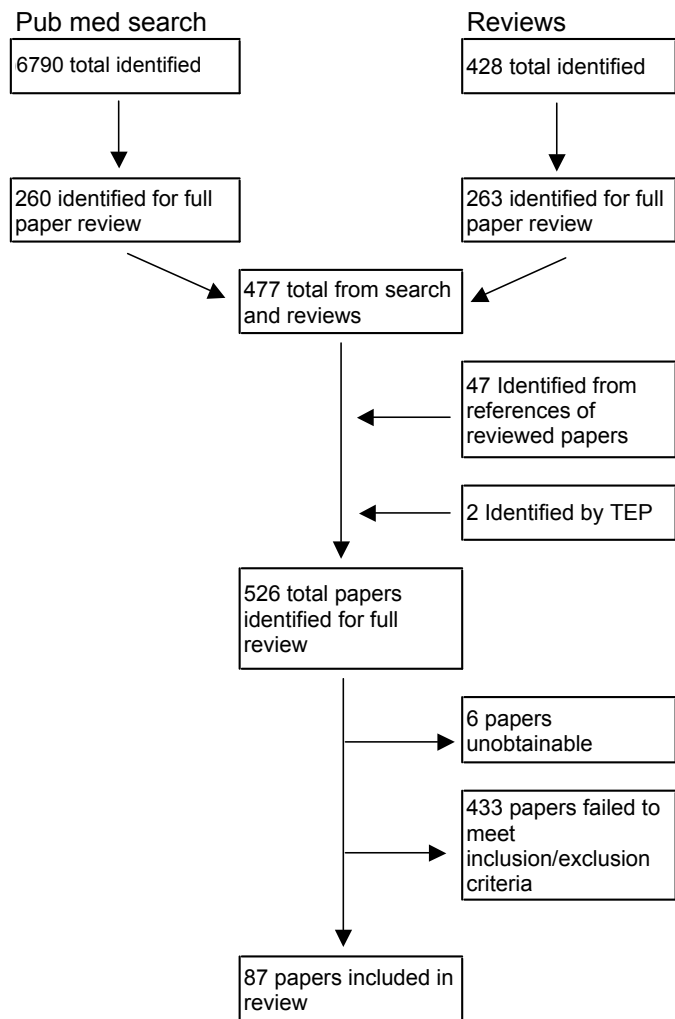 Pub med search
Reviews
6790 total identified
428 total identified
260 identified for full
paper review
263 identified for full
paper review
477 total from search
and reviews
47 Identified from
references of
reviewed papers
2 Identified by TEP
526 total papers
identified for full
review
6 papers
unobtainable
433 papers failed to
meet
inclusion/exclusion
criteria
87 papers included in
review